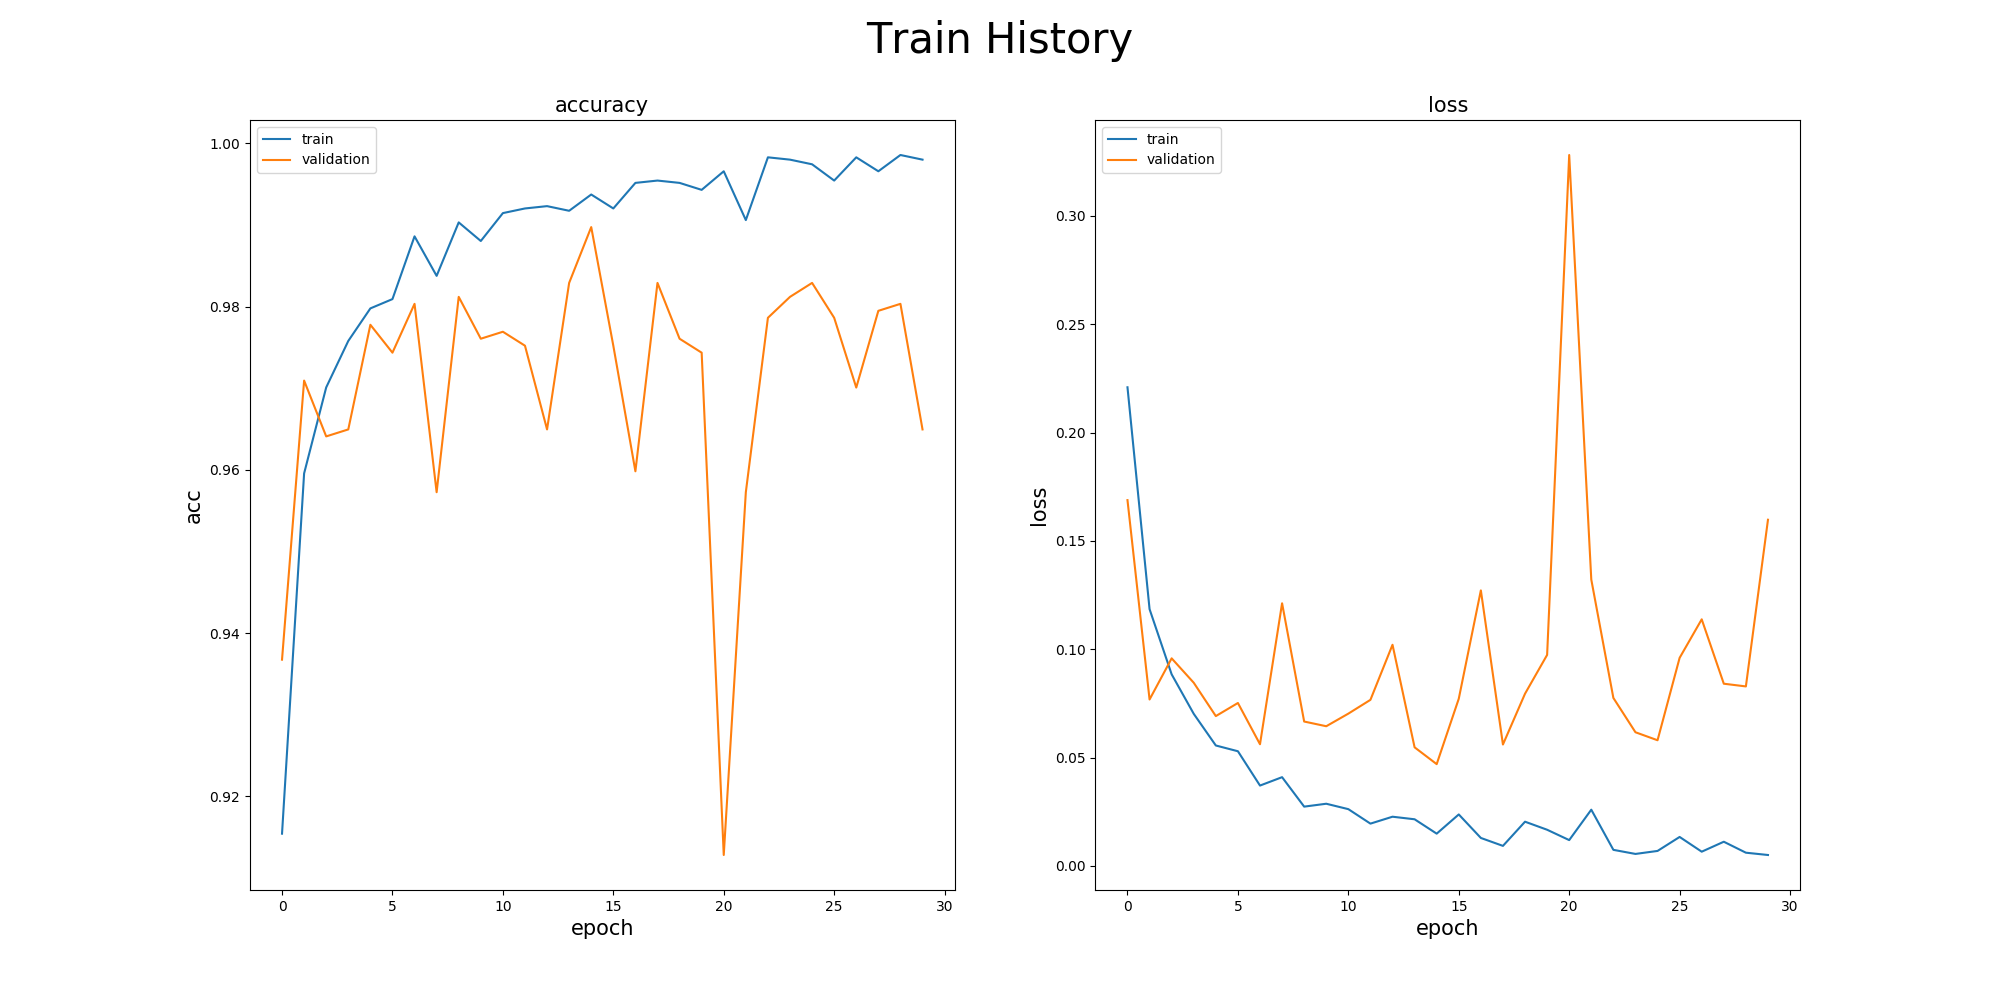 Train History
accuracy
train
validation
1.00
0.98
0.96
0.94
0.92
acc
0 5 10 15 20 25 30
epoch
loss
train
validation
0.30
0.25
0.20
0.15
0.10
0.05
0.00
loss
0 5 10 15 20 25 30
epoch